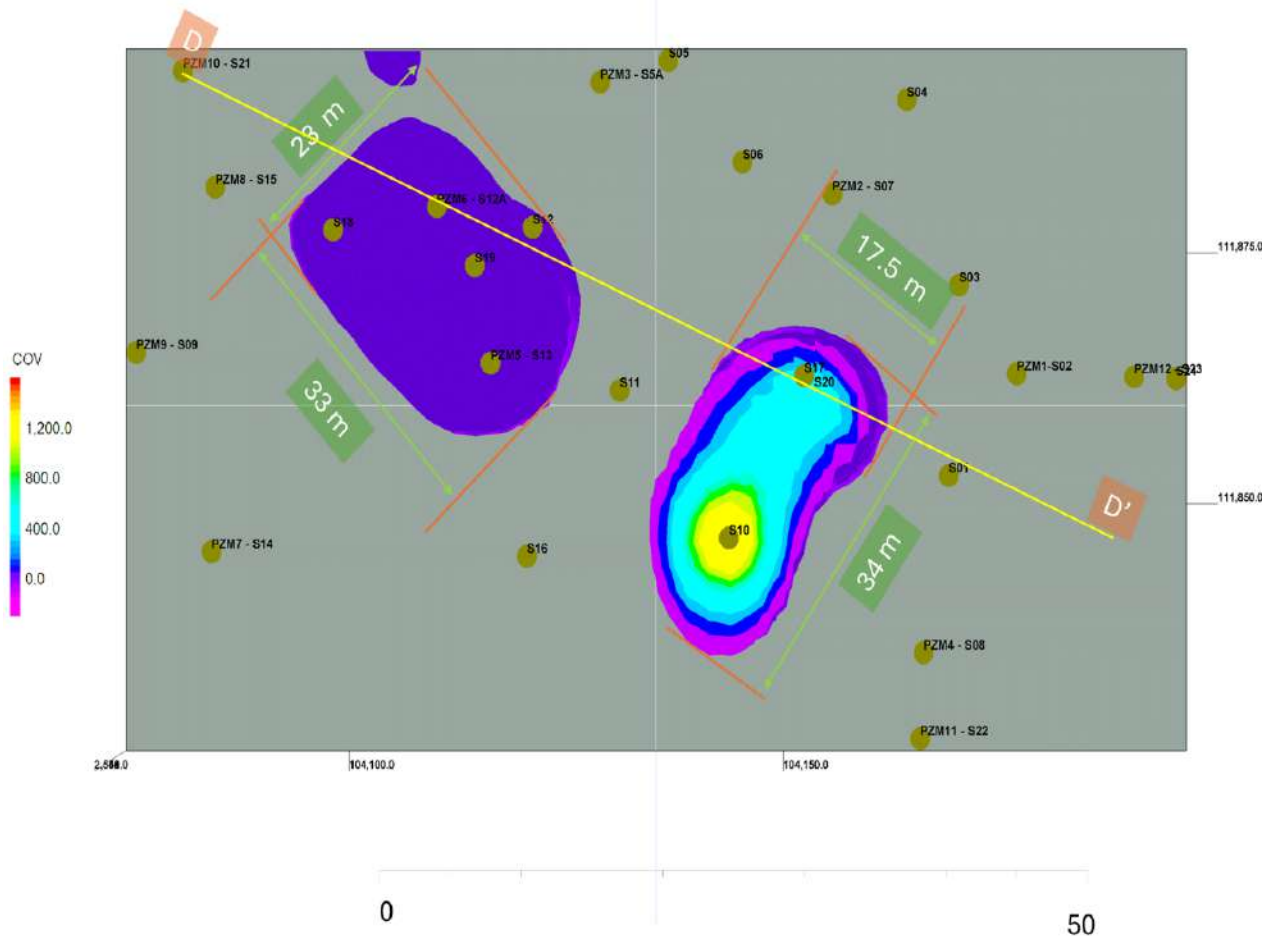 D
PZM10 - S21
S05
PZM3 - S5A
S04
23 m
S06
PZM8 - S15
PZM2 - S07
PZM6 - S12A
S18
S12
17.5 m
111,875.0
S19
S03
PZM9 - S09
COV
PZM5 - S13
S17
PZM1-S02
PZM12 - S23
S20
S11
33 m
1,200.0
800.0
400.0
0.0
S01
111,850.0
D'
S10
PZM7 - S14
S16
34 m
PZM4 - S08
PZM11 - S22
104,100.0
104,150.0
0
50